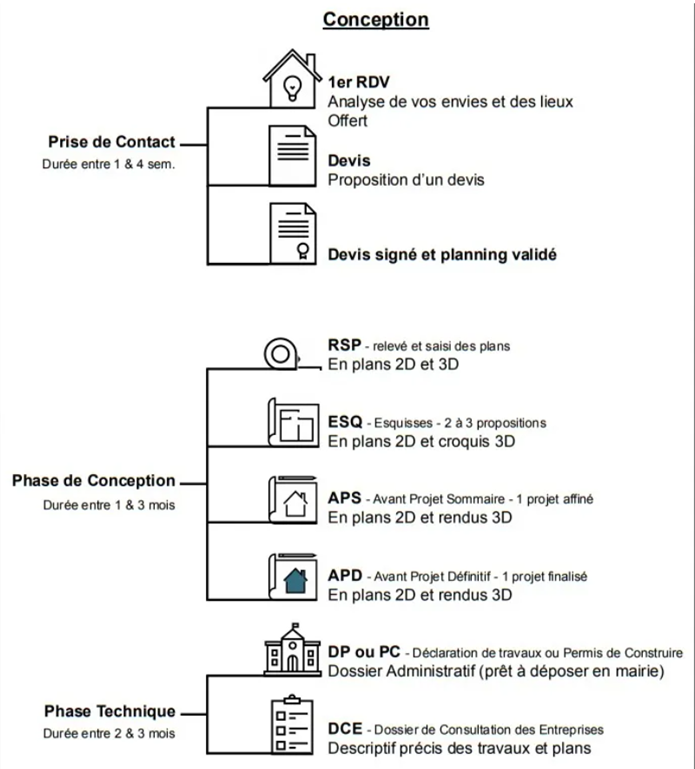 Conception
1er RDV
Analyse de vos envies et des lieux
Offert
Prise de Contact
Durée entre 1 & 4 sem.
Devis
Proposition d'un devis
Devis signé et planning validé
RSP - relevé et saisi des plans
En plans 2D et 3D
ESQ - Esquisses - 2 à 3 propositions
En plans 2D et croquis 3D
Phase de Conception
Durée entre 1 & 3 mois
APS - Avant Projet Sommaire - 1 projet affiné
En plans 2D et rendus 3D
APD - Avant Projet Définitif - 1 projet finalisé
En plans 2D et rendus 3D
DP ou PC - Déclaration de travaux ou Permis de Construire
Dossier Administratif (prêt à déposer en mairie)
Phase Technique
Durée entre 2 & 3 mois
DCE - Dossier de Consultation des Entreprises
Descriptif précis des travaux et plans